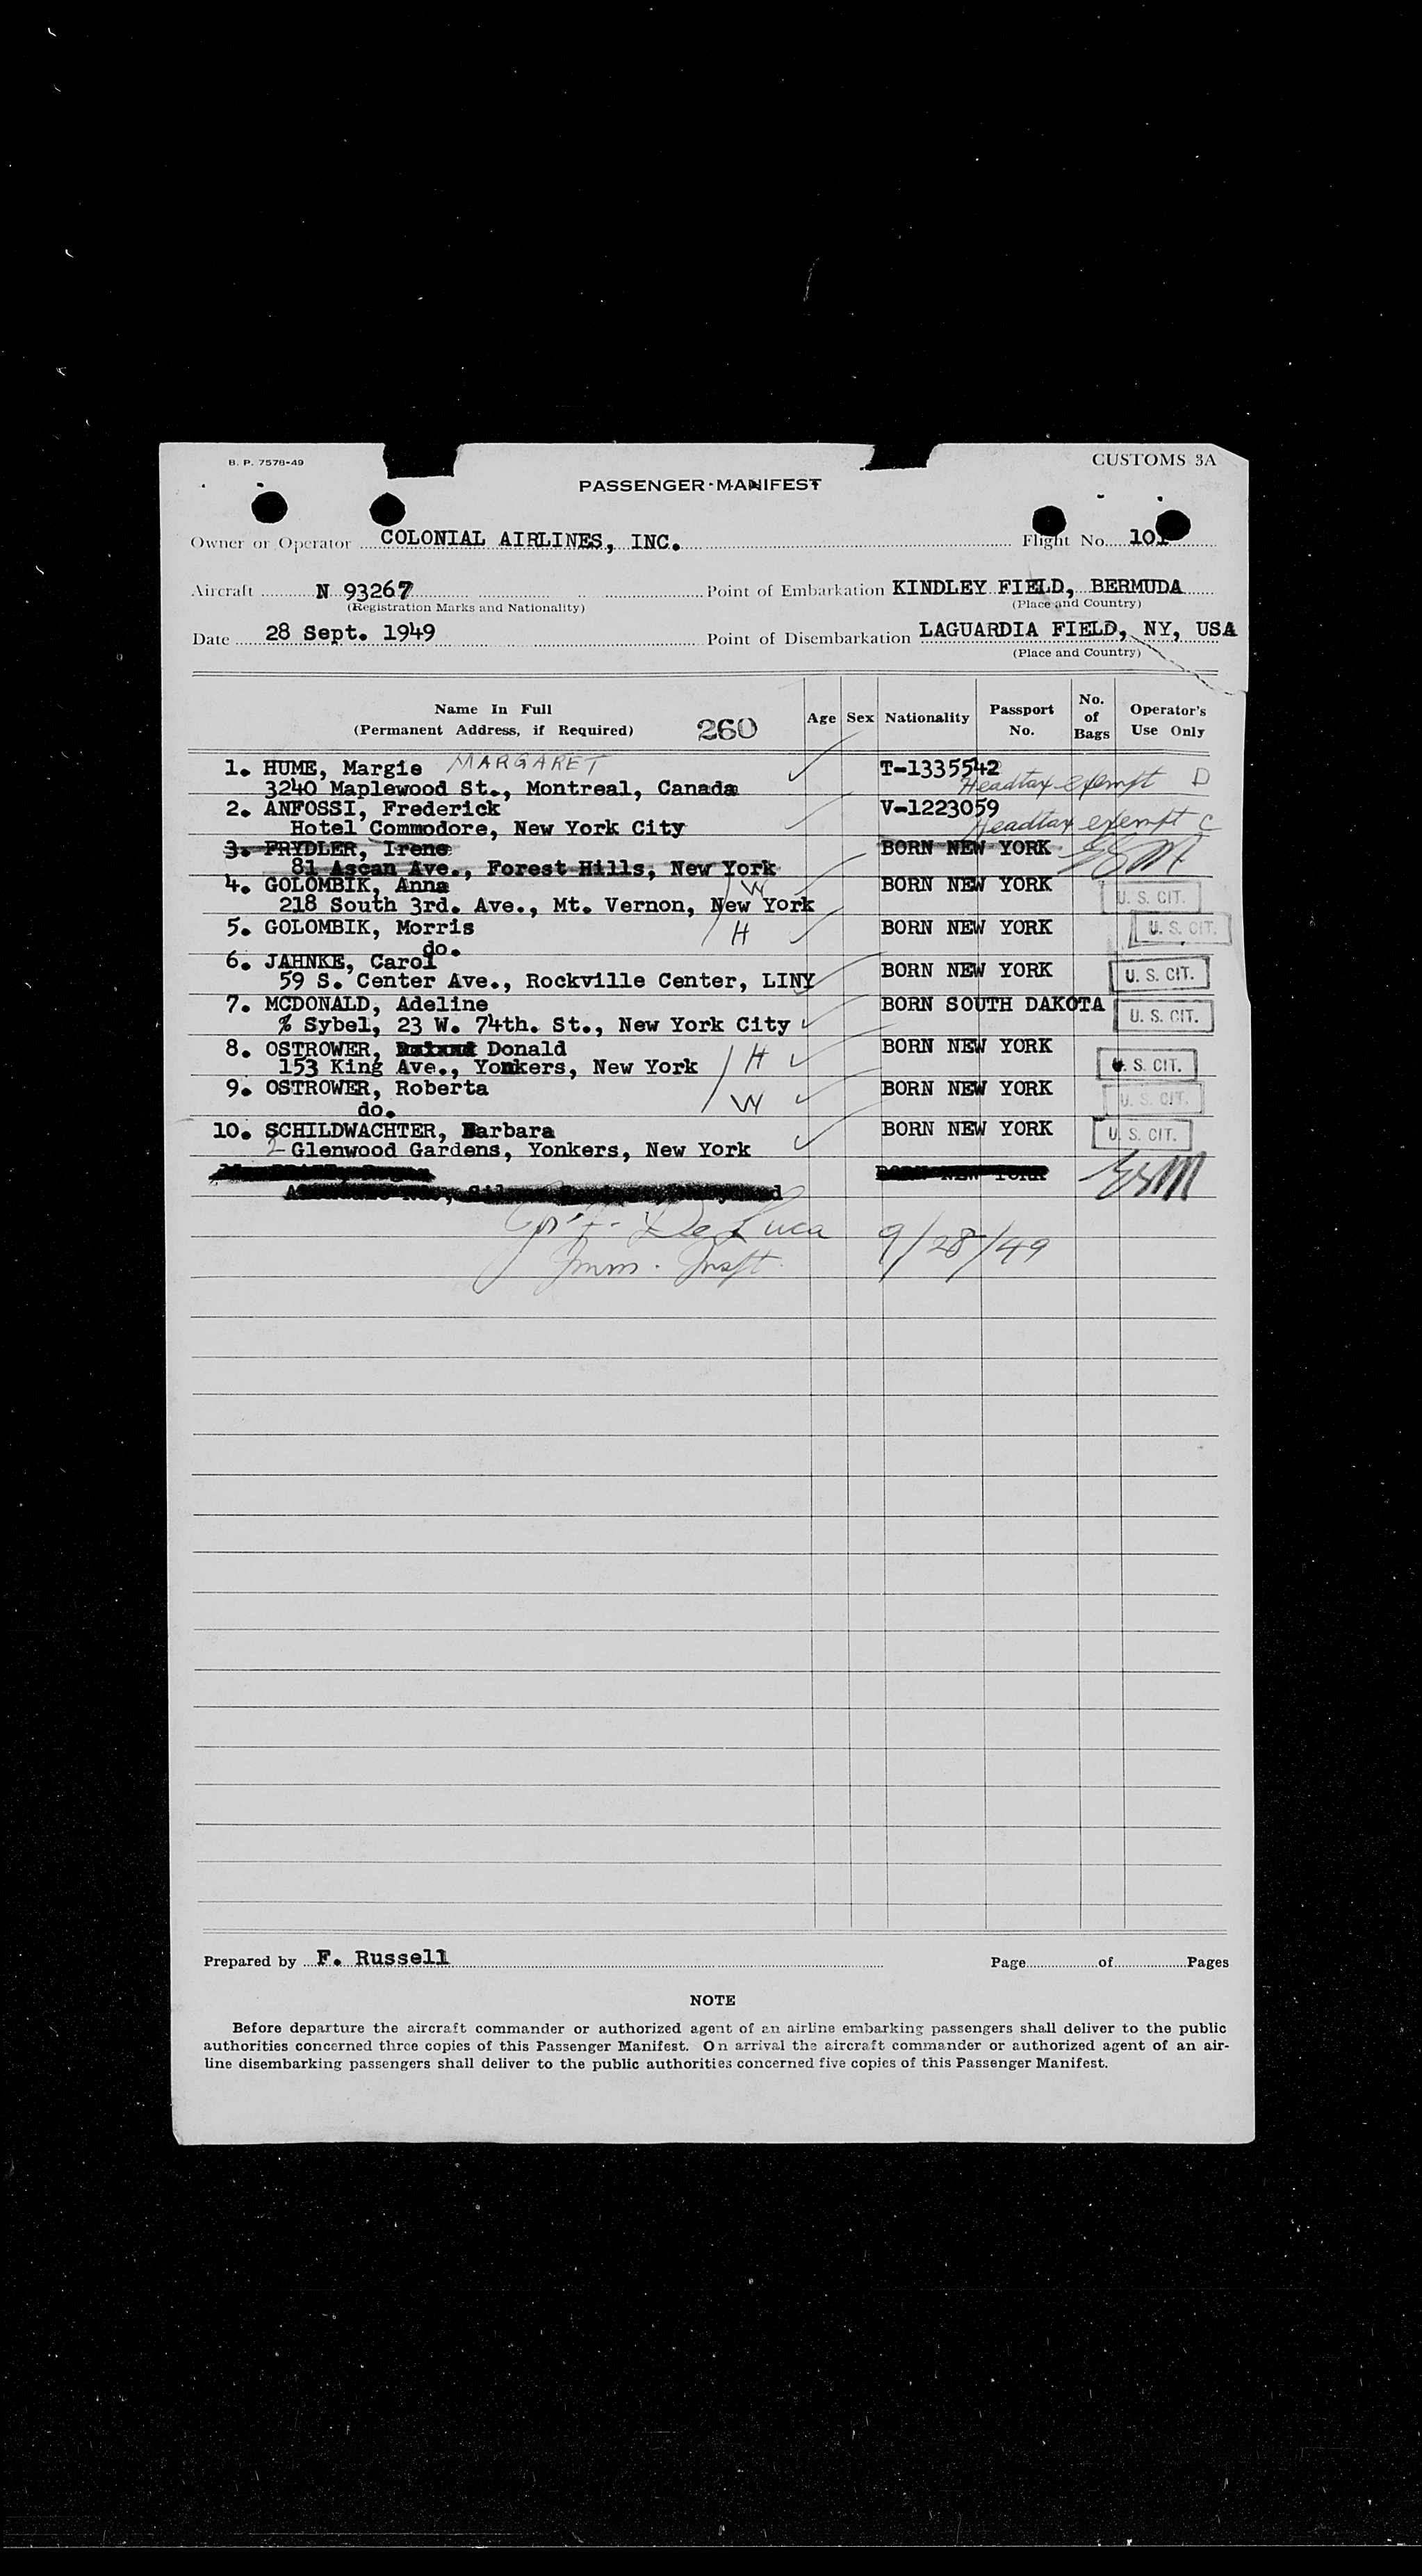 B. P. 7578-49
CUSTOMS 3A
PASSENGER-MANIFEST
Owner or Operator COLONIAL AIRLINES, INC. Flight No. 101
Aircraft N 93267 Point of Embarkation KINDLEY FIELD, BERMUDA
(Registration Marks and Nationality) (Place and Country)
Date 28 Sept. 1949 Point of Disembarkation LAGUARDIA FIELD, NY, USA
(Place and Country)
Name In Full
(Permanent Address, if Required) 260 Age Sex Nationality Passport No. No. of Bags Operator's Use Only
1. HUME, Margie MARGARET T-1335542
3240 Maplewood St., Montreal, Canada Headtax exempt D
2. ANFOSSI, Frederick V-1223059
Hotel Commodore, New York City Headtax exempt C
3. FRYDLER, Irene BORN NEW YORK
81 Ascan Ave., Forest Hills, New York
4. GOLOMBIK, Anna W BORN NEW YORK U. S. CIT.
218 South 3rd. Ave., Mt. Vernon, New York
5. GOLOMBIK, Morris H BORN NEW YORK U. S. CIT.
do.
6. JAHNKE, Carol BORN NEW YORK U. S. CIT.
59 S. Center Ave., Rockville Center, LINY
7. MCDONALD, Adeline BORN SOUTH DAKOTA U. S. CIT.
% Sybel, 23 W. 74th. St., New York City
8. OSTROWER, Donald BORN NEW YORK
153 King Ave., Yonkers, New York H U. S. CIT.
9. OSTROWER, Roberta BORN NEW YORK U. S. CIT.
do. W
10. SCHILDWACHTER, Barbara BORN NEW YORK U. S. CIT.
2 Glenwood Gardens, Yonkers, New York
BORN NEW YORK
De Luca 9/28/49
Imm. Inspt.
Prepared by F. Russell Page of Pages
NOTE
Before departure the aircraft commander or authorized agent of an airline embarking passengers shall deliver to the public
authorities concerned three copies of this Passenger Manifest. On arrival the aircraft commander or authorized agent of an air-
line disembarking passengers shall deliver to the public authorities concerned five copies of this Passenger Manifest.